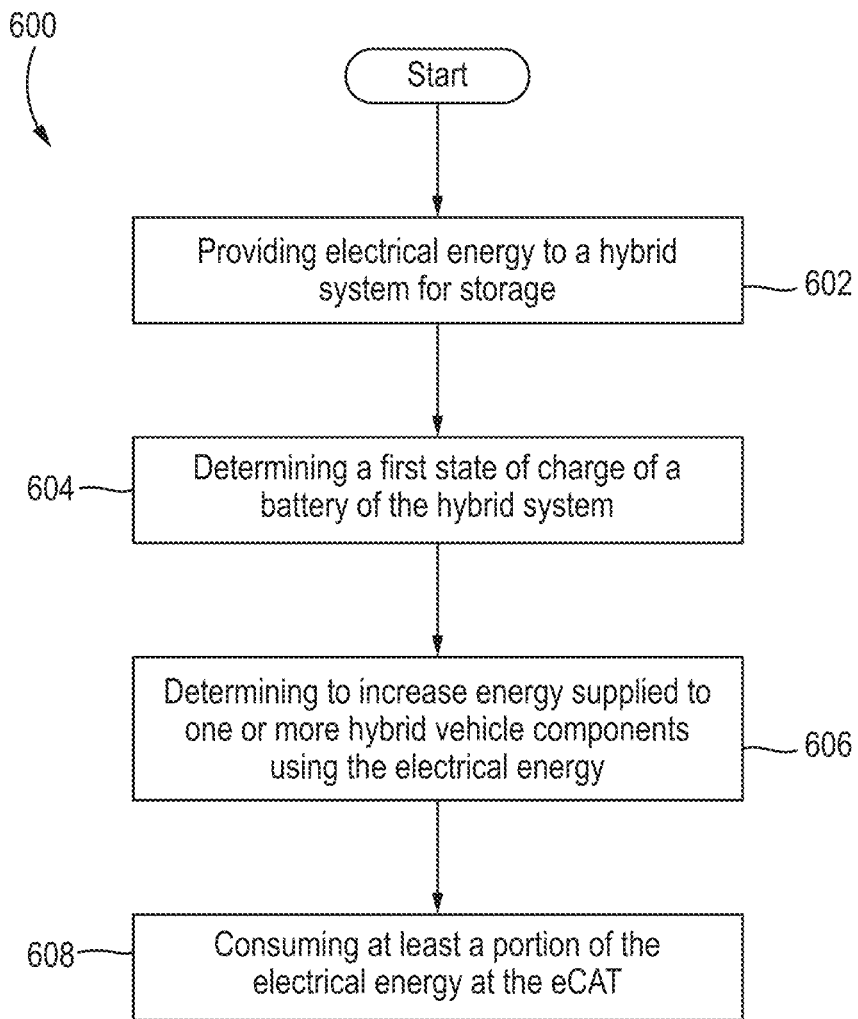 600
Start
Providing electrical energy to a hybrid
system for storage
602
Determining a first state of charge of a
battery of the hybrid system
604
Determining to increase energy supplied to
one or more hybrid vehicle components
using the electrical energy
606
Consuming at least a portion of the
electrical energy at the eCAT
608